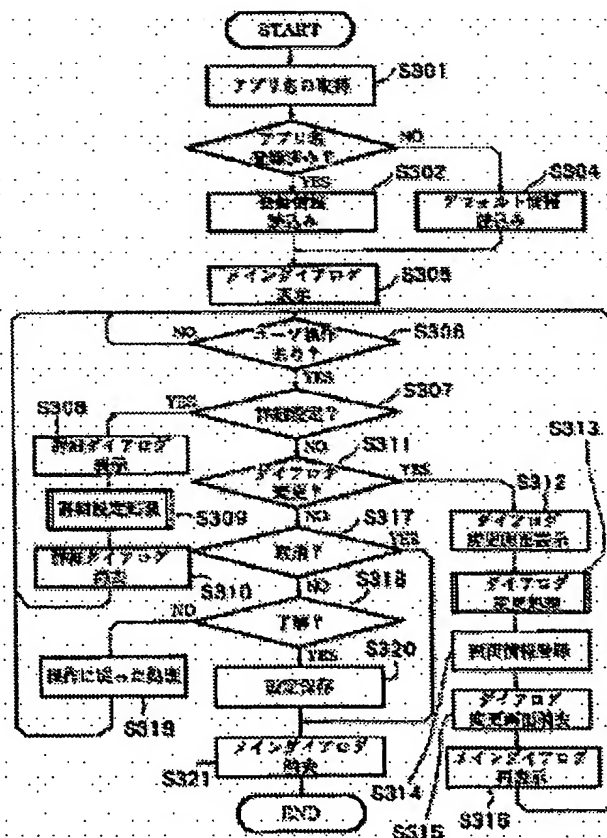 START
アプリ名の取得
S301
アプリ名
登録済み?
NO
YES
S302
S304
登録情報
読込み
デフォルト情報
読込み
メインダイアログ
表示
S305
ユーザ操作
あり?
NO
S306
YES
詳細設定?
S307
YES
S308
NO
詳細ダイアログ
表示
ダイアログ
変更?
S311
YES
S313
S312
詳細設定処理
S309
NO
S317
ダイアログ
変更画面表示
詳細ダイアログ
消去
S310
取消?
YES
NO
S318
ダイアログ
変更処理
了解?
NO
YES
S320
画面情報登録
操作に従った処理
S319
設定保存
ダイアログ
変更画面消去
メインダイアログ
消去
S321
S314
メインダイアログ
再表示
END
S315
S316